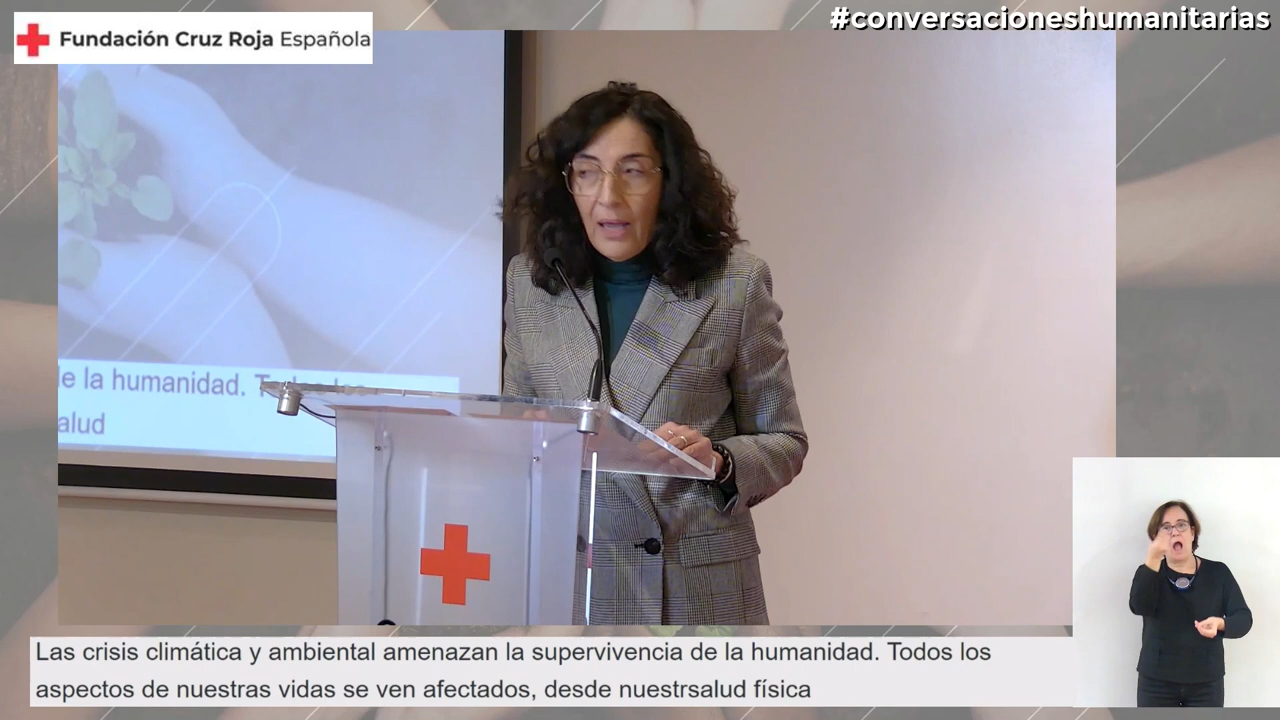 #conversacioneshumanitarias
Fundación Cruz Roja Española
de la humanidad.
alud
Las crisis climática y ambiental amenazan la supervivencia de la humanidad. Todos los
aspectos de nuestras vidas se ven afectados, desde nuestrsalud física